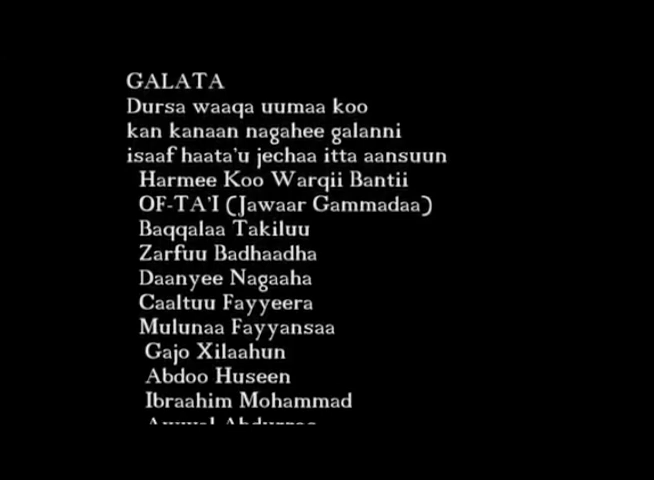 GALATA
Dursa waaqa uumaa koo
kan kanaan nagahee galanni
isaaf haata'u jechaa itta aansuun
Harmee Koo Warqii Bantii
OF-TA'I (Jawaar Gammadaa)
Baqqalaa Takiluu
Zarfuu Badhaadha
Daanyee Nagaaha
Caaltuu Fayyeera
Mulunaa Fayyansaa
Gajo Xilaahun
Abdoo Huseen
Ibraahim Mohammad